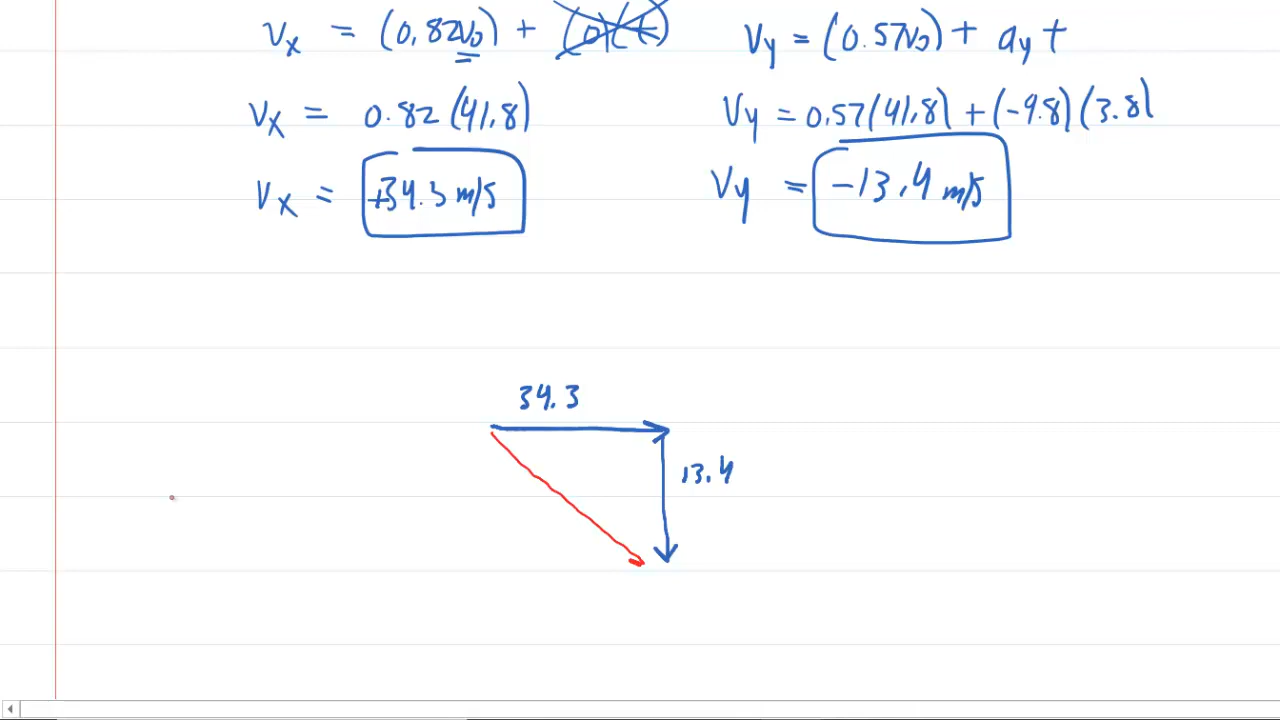 Vx = (0.82v₀) + (0)(t)
Vy = (0.57v₀) + ay t
Vx = 0.82 (41.8)
Vy = 0.57(41.8) + (-9.8)(3.8)
Vx = +34.3 m/s
Vy = -13.4 m/s
34.3
13.4